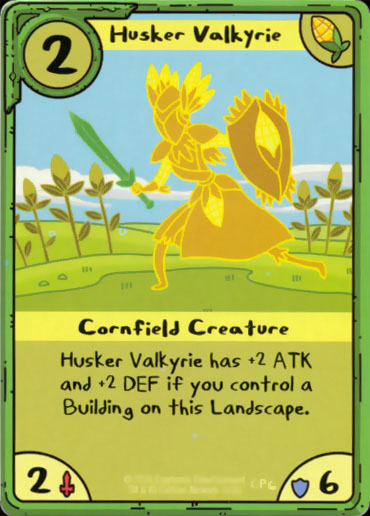 2
Husker Valkyrie
Cornfield Creature
Husker Valkyrie has +2 ATK
and +2 DEF if you control a
Building on this Landscape.
2
6